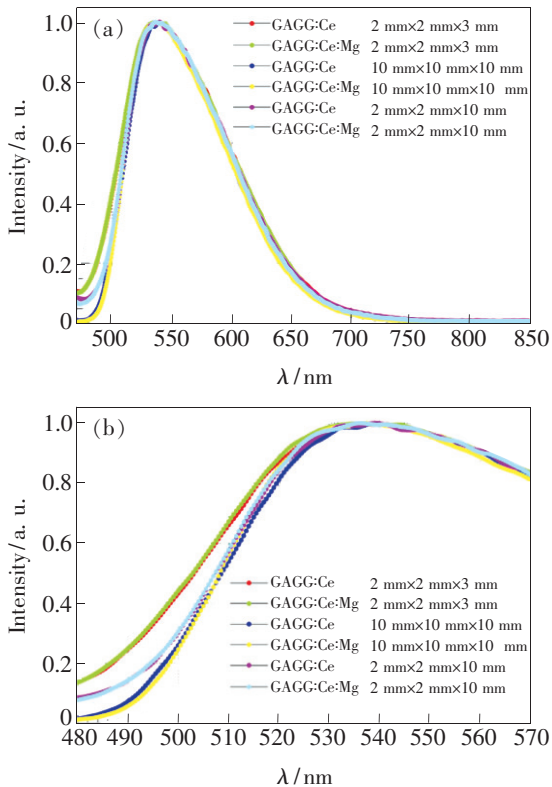 (a)
GAGG:Ce 2 mm×2 mm×3 mm
GAGG:Ce:Mg 2 mm×2 mm×3 mm
GAGG:Ce 10 mm×10 mm×10 mm
GAGG:Ce:Mg 10 mm×10 mm×10 mm
GAGG:Ce 2 mm×2 mm×10 mm
GAGG:Ce:Mg 2 mm×2 mm×10 mm
Intensity/a. u.
1.0
0.8
0.6
0.4
0.2
0
500 550 600 650 700 750 800 850
λ/nm
(b)
GAGG:Ce 2 mm×2 mm×3 mm
GAGG:Ce:Mg 2 mm×2 mm×3 mm
GAGG:Ce 10 mm×10 mm×10 mm
GAGG:Ce:Mg 10 mm×10 mm×10 mm
GAGG:Ce 2 mm×2 mm×10 mm
GAGG:Ce:Mg 2 mm×2 mm×10 mm
Intensity/a. u.
1.0
0.8
0.6
0.4
0.2
0
480 490 500 510 520 530 540 550 560 570
λ/nm